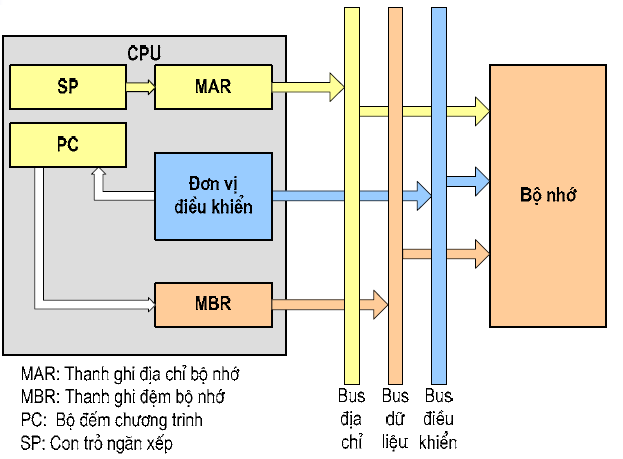 CPU
SP
MAR
PC
Đơn vị
điều khiển
MBR
Bộ nhớ
MAR: Thanh ghi địa chỉ bộ nhớ
MBR: Thanh ghi đệm bộ nhớ
PC: Bộ đếm chương trình
SP: Con trỏ ngăn xếp
Bus
địa
chỉ
Bus
dữ
liệu
Bus
điều
khiển